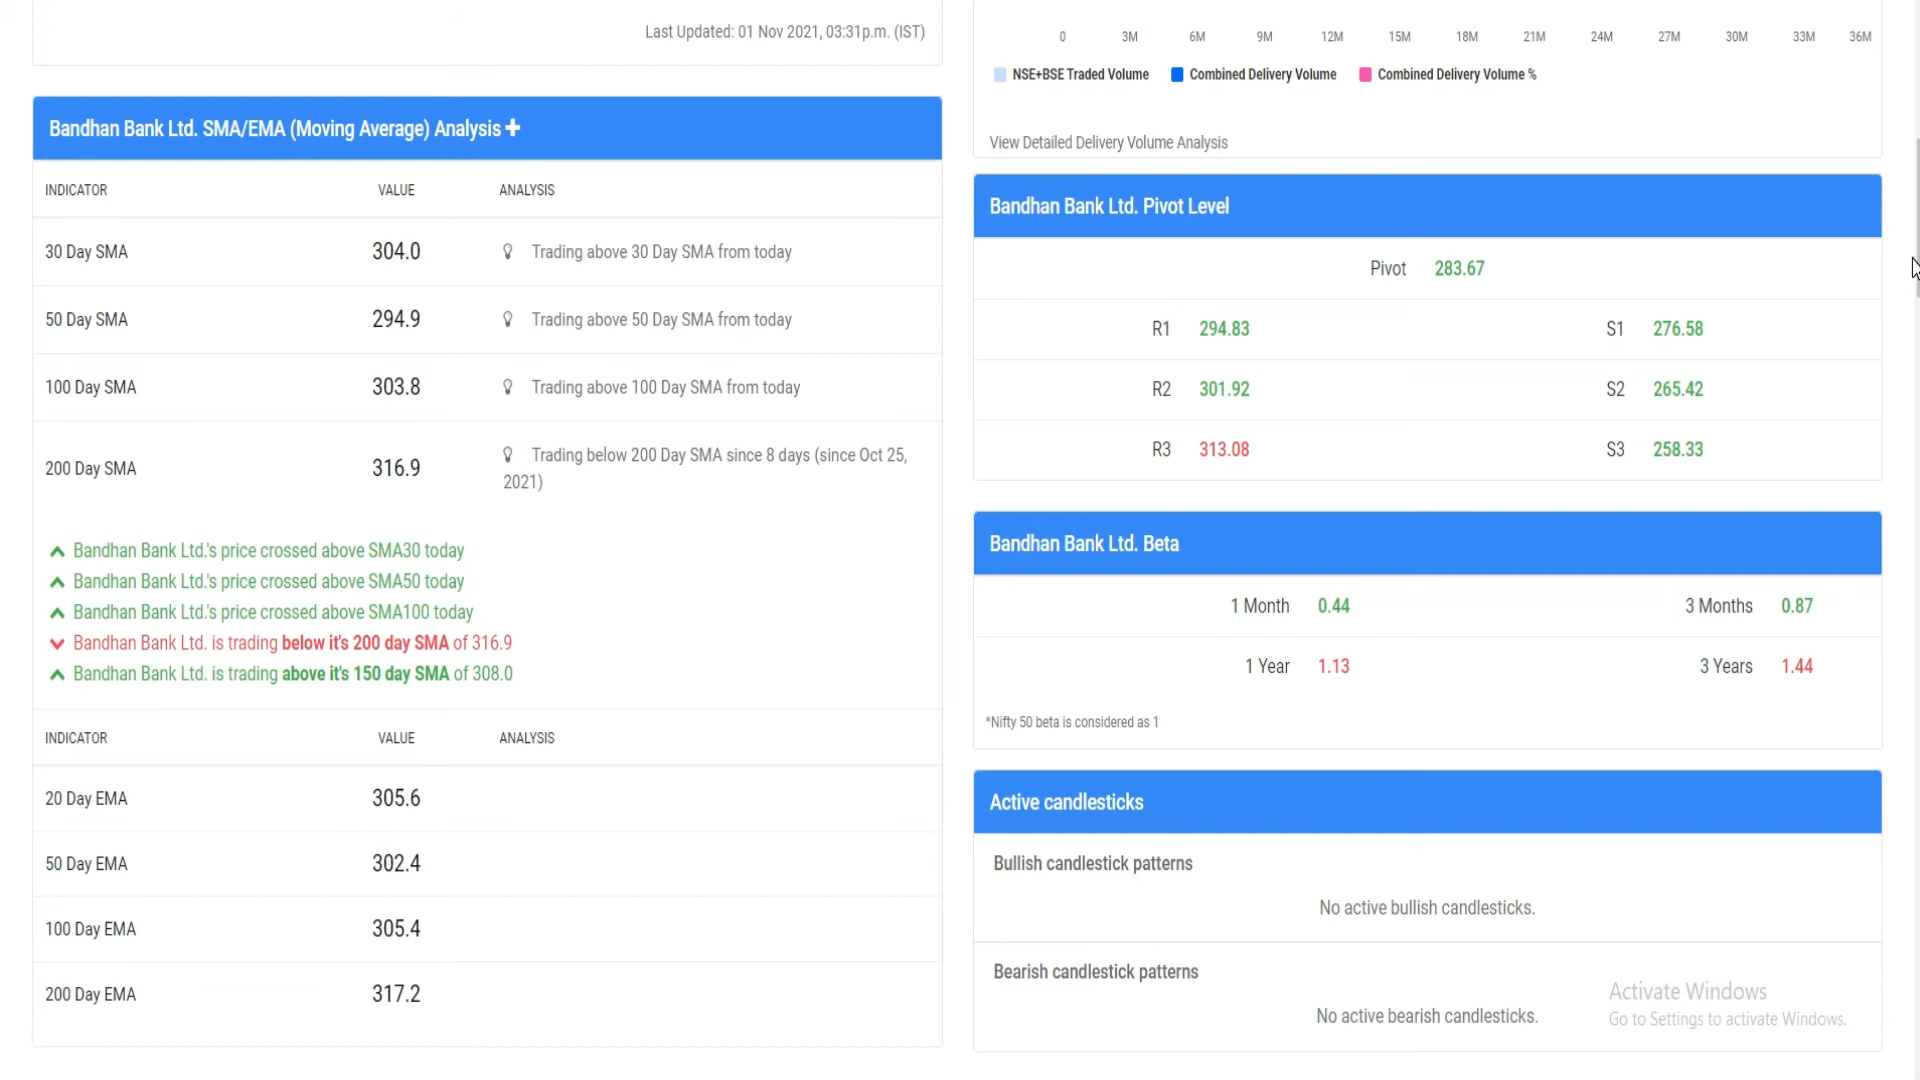 Last Updated: 01 Nov 2021, 03:31p.m. (IST)
Bandhan Bank Ltd. SMA/EMA (Moving Average) Analysis +
INDICATOR VALUE ANALYSIS
30 Day SMA 304.0 Trading above 30 Day SMA from today
50 Day SMA 294.9 Trading above 50 Day SMA from today
100 Day SMA 303.8 Trading above 100 Day SMA from today
200 Day SMA 316.9 Trading below 200 Day SMA since 8 days (since Oct 25,
2021)
Bandhan Bank Ltd.'s price crossed above SMA30 today
Bandhan Bank Ltd.'s price crossed above SMA50 today
Bandhan Bank Ltd.'s price crossed above SMA100 today
Bandhan Bank Ltd. is trading below it's 200 day SMA of 316.9
Bandhan Bank Ltd. is trading above it's 150 day SMA of 308.0
INDICATOR VALUE ANALYSIS
20 Day EMA 305.6
50 Day EMA 302.4
100 Day EMA 305.4
200 Day EMA 317.2
0 3M 6M 9M 12M 15M 18M 21M 24M 27M 30M 33M 36M
NSE+BSE Traded Volume Combined Delivery Volume Combined Delivery Volume %
View Detailed Delivery Volume Analysis
Bandhan Bank Ltd. Pivot Level
Pivot 283.67
R1 294.83 S1 276.58
R2 301.92 S2 265.42
R3 313.08 S3 258.33
Bandhan Bank Ltd. Beta
1 Month 0.44 3 Months 0.87
1 Year 1.13 3 Years 1.44
*Nifty 50 beta is considered as 1
Active candlesticks
Bullish candlestick patterns
No active bullish candlesticks.
Bearish candlestick patterns
No active bearish candlesticks.
Activate Windows
Go to Settings to activate Windows.